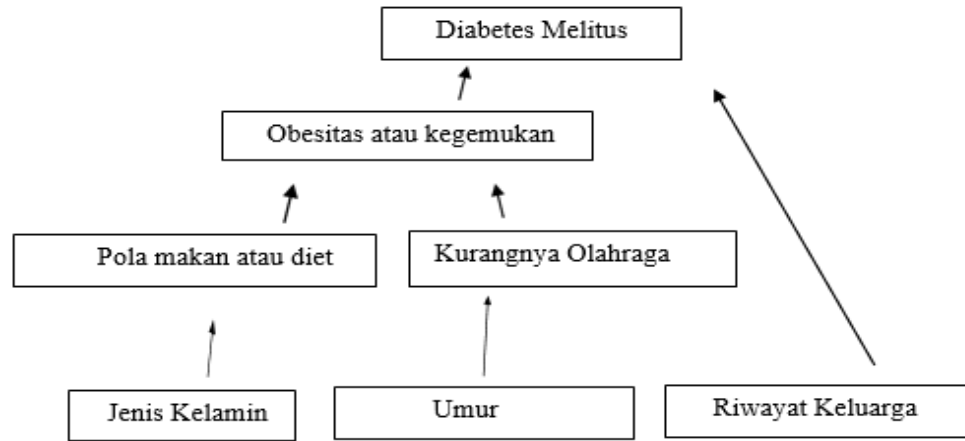 Diabetes Melitus
Obesitas atau kegemukan
Pola makan atau diet
Kurangnya Olahraga
Jenis Kelamin
Umur
Riwayat Keluarga